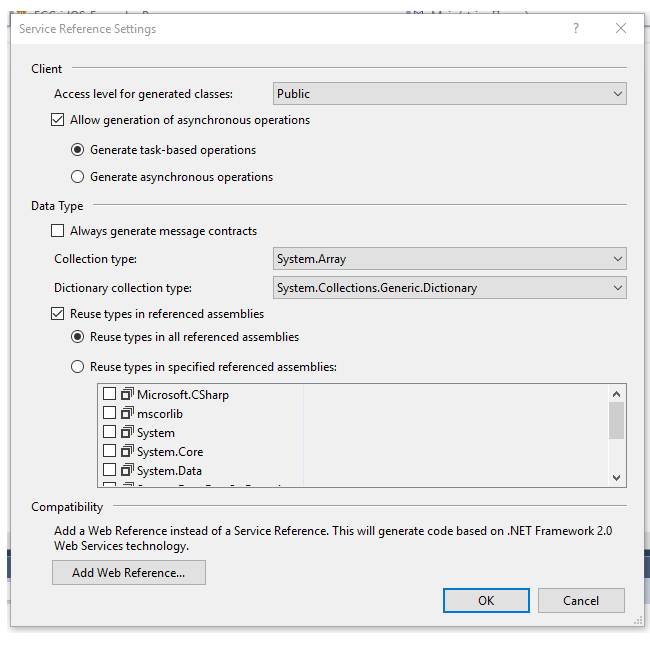 Service Reference Settings
?
Client
Access level for generated classes:
Public
Allow generation of asynchronous operations
Generate task-based operations
Generate asynchronous operations
Data Type
Always generate message contracts
Collection type:
System.Array
Dictionary collection type:
System.Collections.Generic.Dictionary
Reuse types in referenced assemblies
Reuse types in all referenced assemblies
Reuse types in specified referenced assemblies:
Microsoft.CSharp
mscorlib
System
System.Core
System.Data
Compatibility
Add a Web Reference instead of a Service Reference. This will generate code based on .NET Framework 2.0
Web Services technology.
Add Web Reference...
OK
Cancel